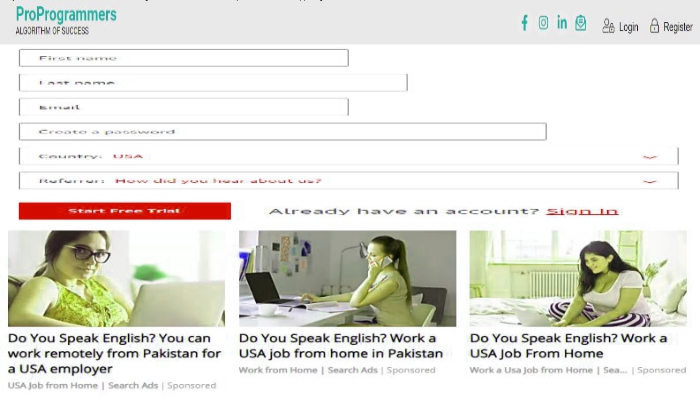 ProProgrammers
ALGORITHM OF SUCCESS
Login
Register
First name
Last name
Email
Create a password
Country: USA
Referrer: How did you hear about us?
Start Free Trial
Already have an account? Sign In
Do You Speak English? You can
work remotely from Pakistan for
a USA employer
USA Job from Home | Search Ads | Sponsored
Do You Speak English? Work a
USA job from home in Pakistan
Work from Home | Search Ads | Sponsored
Do You Speak English? Work a
USA Job From Home
Work a Usa Job from Home | Sea... | Sponsored